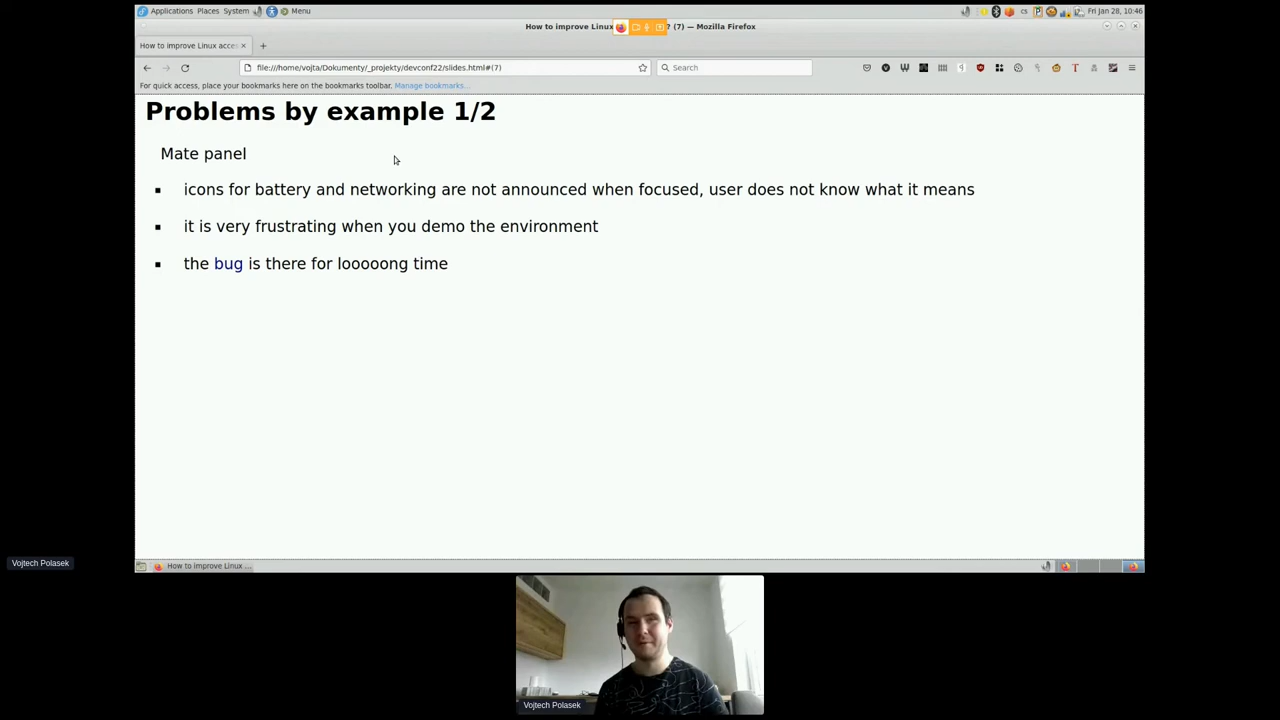 Applications Places System Menu
cs
Fri Jan 28, 10:46
How to improve Linux ? (7) — Mozilla Firefox
How to improve Linux acces
file:///home/vojta/Dokumenty/_projekty/devconf22/slides.html#(7)
Search
For quick access, place your bookmarks here on the bookmarks toolbar. Manage bookmarks...
Problems by example 1/2
Mate panel
icons for battery and networking are not announced when focused, user does not know what it means
it is very frustrating when you demo the environment
the bug is there for looooong time
Vojtech Polasek
How to improve Linux ...
Vojtech Polasek